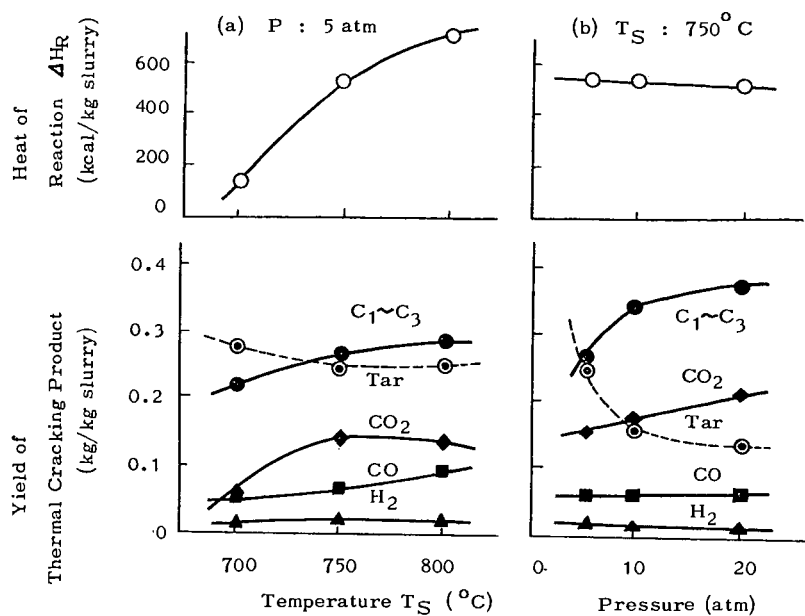 (a) P : 5 atm
(b) T_S : 750°C
Heat of
Reaction ΔH_R
(kcal/kg slurry)
600
400
200
0
Yield of
Thermal Cracking Product
(kg/kg slurry)
0.4
0.3
0.2
0.1
.0
C₁~C₃
Tar
CO₂
CO
H₂
C₁~C₃
CO₂
Tar
CO
H₂
700 750 800
Temperature T_S (°C)
0. 10 20
Pressure (atm)